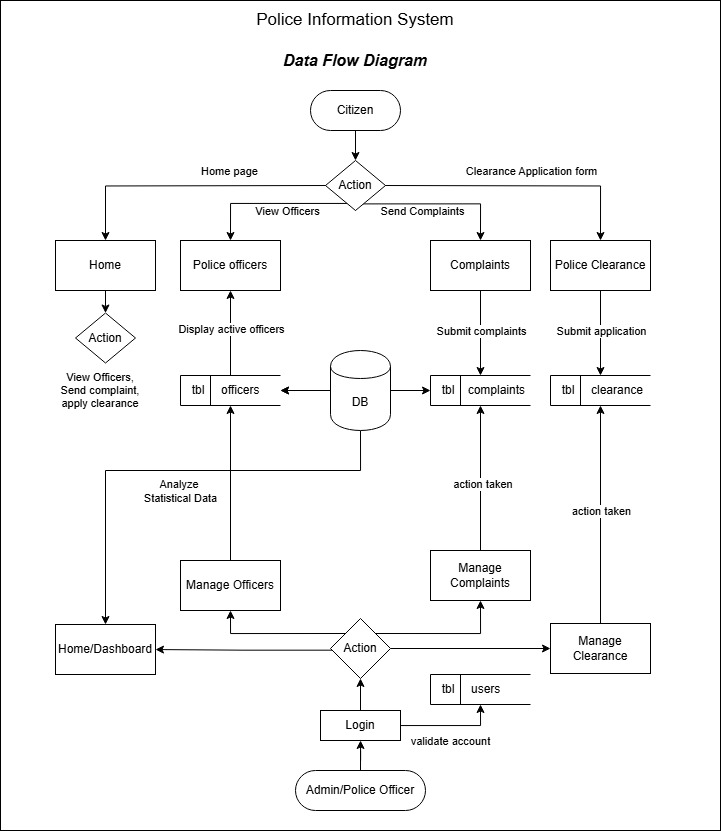 Police Information System
Data Flow Diagram
Citizen
Action
Home page
Clearance Application form
View Officers
Send Complaints
Home
Police officers
Complaints
Police Clearance
Action
Display active officers
Submit complaints
Submit application
View Officers,
Send complaint,
apply clearance
tbl officers
DB
tbl complaints
tbl clearance
Analyze
Statistical Data
action taken
action taken
Manage Officers
Manage
Complaints
Home/Dashboard
Action
Manage
Clearance
tbl users
Login
validate account
Admin/Police Officer